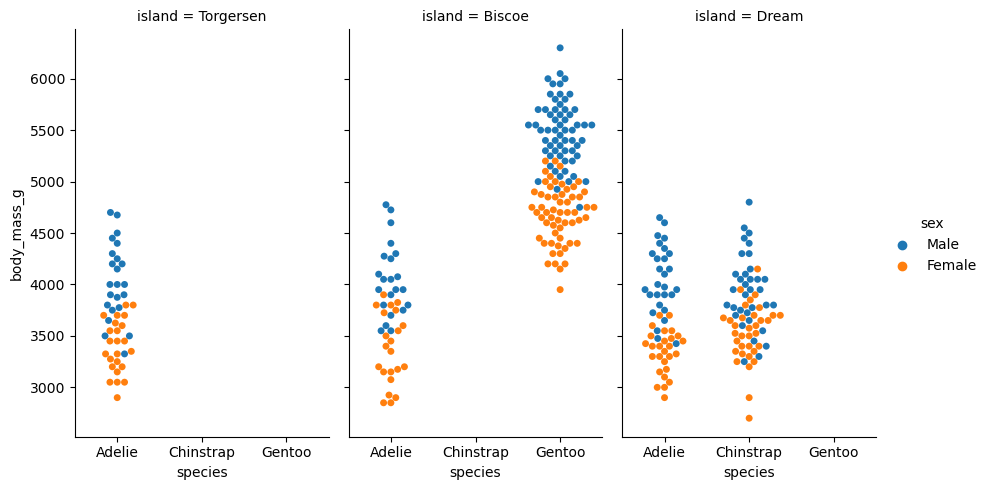 island = Torgersen
island = Biscoe
island = Dream
body_mass_g
6000
5500
5000
4500
4000
3500
3000
Adelie Chinstrap Gentoo
species
Adelie Chinstrap Gentoo
species
Adelie Chinstrap Gentoo
species
sex
Male
Female